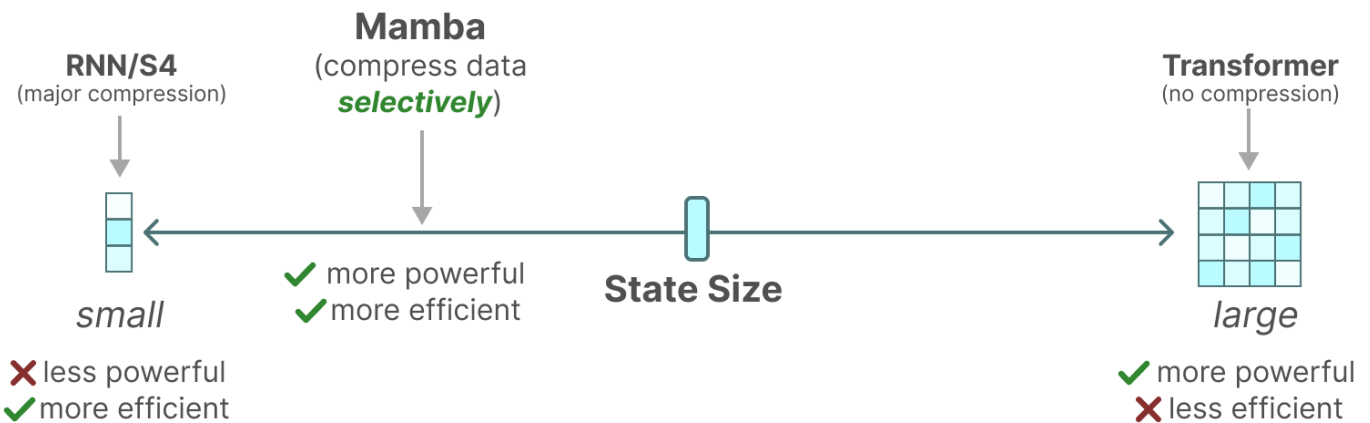 Mamba
(compress data
selectively)
RNN/S4
(major compression)
Transformer
(no compression)
more powerful
more efficient
State Size
small
large
less powerful
more efficient
more powerful
less efficient